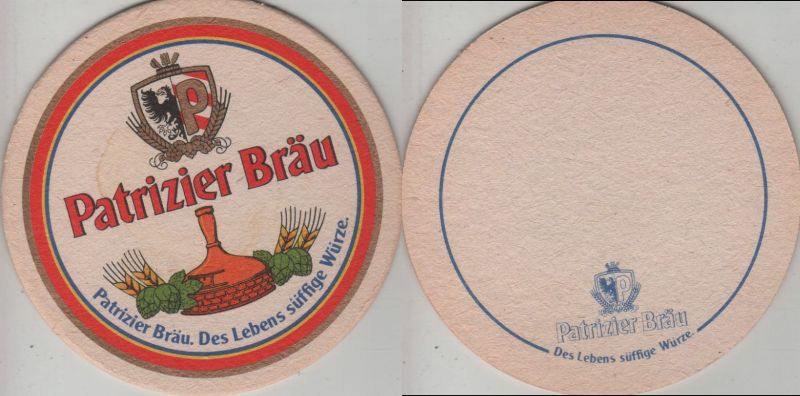 P
Patrizier Bräu
Patrizier Bräu. Des Lebens süffige Würze.
P
Patrizier Bräu
Des Lebens süffige Würze.